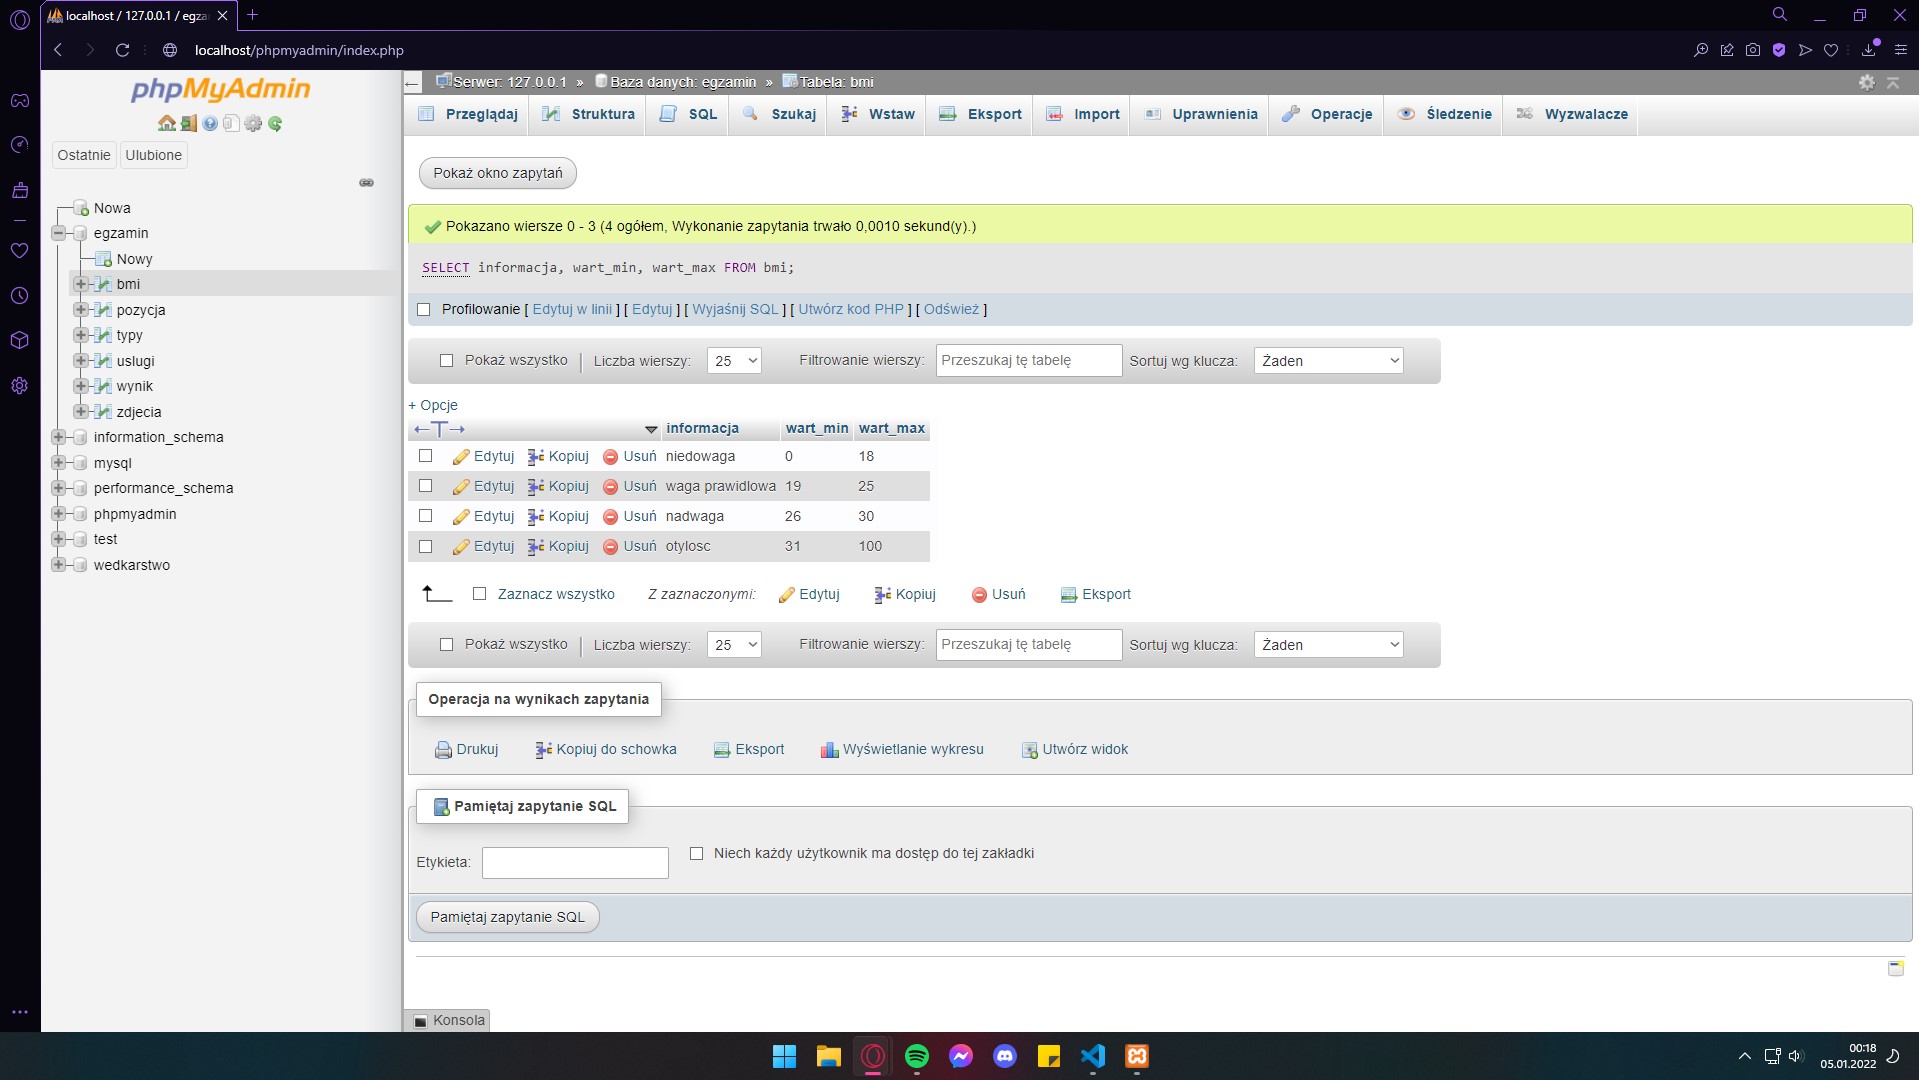 localhost / 127.0.0.1 / egza
localhost/phpmyadmin/index.php
phpMyAdmin
Ostatnie Ulubione
Nowa
egzamin
Nowy
bmi
pozycja
typy
uslugi
wynik
zdjecia
information_schema
mysql
performance_schema
phpmyadmin
test
wedkarstwo
Serwer: 127.0.0.1 » Baza danych: egzamin » Tabela: bmi
Przeglądaj Struktura SQL Szukaj Wstaw Eksport Import Uprawnienia Operacje Śledzenie Wyzwalacze
Pokaż okno zapytań
Pokazano wiersze 0 - 3 (4 ogółem, Wykonanie zapytania trwało 0,0010 sekund(y).)
SELECT informacja, wart_min, wart_max FROM bmi;
Profilowanie [ Edytuj w linii ] [ Edytuj ] [ Wyjaśnij SQL ] [ Utwórz kod PHP ] [ Odśwież ]
Pokaż wszystko | Liczba wierszy: 25 Filtrowanie wierszy: Przeszukaj tę tabelę Sortuj wg klucza: Żaden
+ Opcje
←T→ informacja wart_min wart_max
Edytuj Kopiuj Usuń niedowaga 0 18
Edytuj Kopiuj Usuń waga prawidlowa 19 25
Edytuj Kopiuj Usuń nadwaga 26 30
Edytuj Kopiuj Usuń otylosc 31 100
Zaznacz wszystko Z zaznaczonymi: Edytuj Kopiuj Usuń Eksport
Pokaż wszystko | Liczba wierszy: 25 Filtrowanie wierszy: Przeszukaj tę tabelę Sortuj wg klucza: Żaden
Operacja na wynikach zapytania
Drukuj Kopiuj do schowka Eksport Wyświetlanie wykresu Utwórz widok
Pamiętaj zapytanie SQL
Etykieta: Niech każdy użytkownik ma dostęp do tej zakładki
Pamiętaj zapytanie SQL
Konsola
00:18
05.01.2022